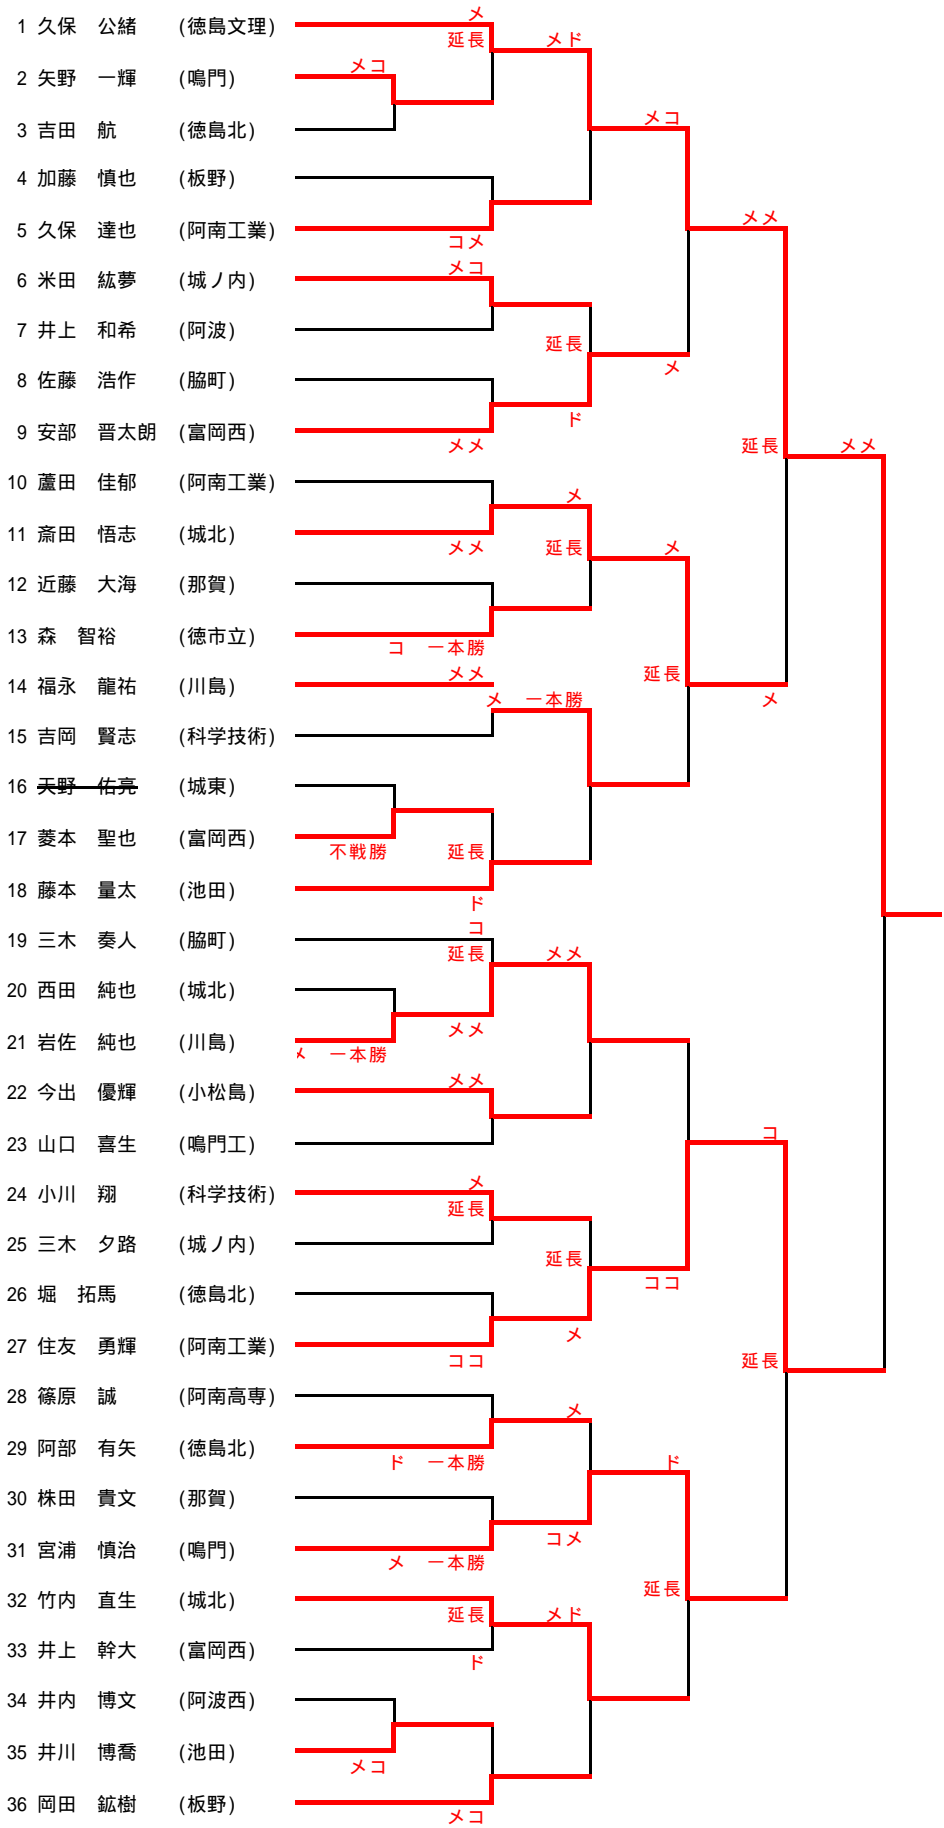 メ
1 久保　公緒 (徳島文理)
延長 メド
メコ
2 矢野　一輝 (鳴門)
メコ
3 吉田　航 (徳島北)
4 加藤　慎也 (板野)
メメ
5 久保　達也 (阿南工業)
コメ
メコ
6 米田　紘夢 (城ノ内)
7 井上　和希 (阿波)
延長
メ
8 佐藤　浩作 (脇町)
ド
9 安部　晋太朗 (富岡西)
メメ 延長 メメ
10 蘆田　佳郁 (阿南工業)
メ
11 斎田　悟志 (城北)
メメ 延長 メ
12 近藤　大海 (那賀)
13 森　智裕 (徳市立)
コ　一本勝
メメ 延長
14 福永　龍祐 (川島)
メ　一本勝 メ
15 吉岡　賢志 (科学技術)
16 天野　佑亮 (城東)
17 菱本　聖也 (富岡西)
不戦勝 延長
18 藤本　量太 (池田)
ド
コ
19 三木　奏人 (脇町)
延長 メメ
20 西田　純也 (城北)
メメ
21 岩佐　純也 (川島)
メ　一本勝
メメ
22 今出　優輝 (小松島)
コ
23 山口　喜生 (鳴門工)
メ
24 小川　翔 (科学技術)
延長
25 三木　夕路 (城ノ内)
延長
ココ
26 堀　拓馬 (徳島北)
メ
27 住友　勇輝 (阿南工業)
ココ 延長
28 篠原　誠 (阿南高専)
メ
29 阿部　有矢 (徳島北)
ド　一本勝 ド
30 株田　貴文 (那賀)
コメ
31 宮浦　慎治 (鳴門)
メ　一本勝
延長
32 竹内　直生 (城北)
延長 メド
33 井上　幹大 (富岡西)
ド
34 井内　博文 (阿波西)
35 井川　博喬 (池田)
メコ
36 岡田　鉱樹 (板野)
メコ